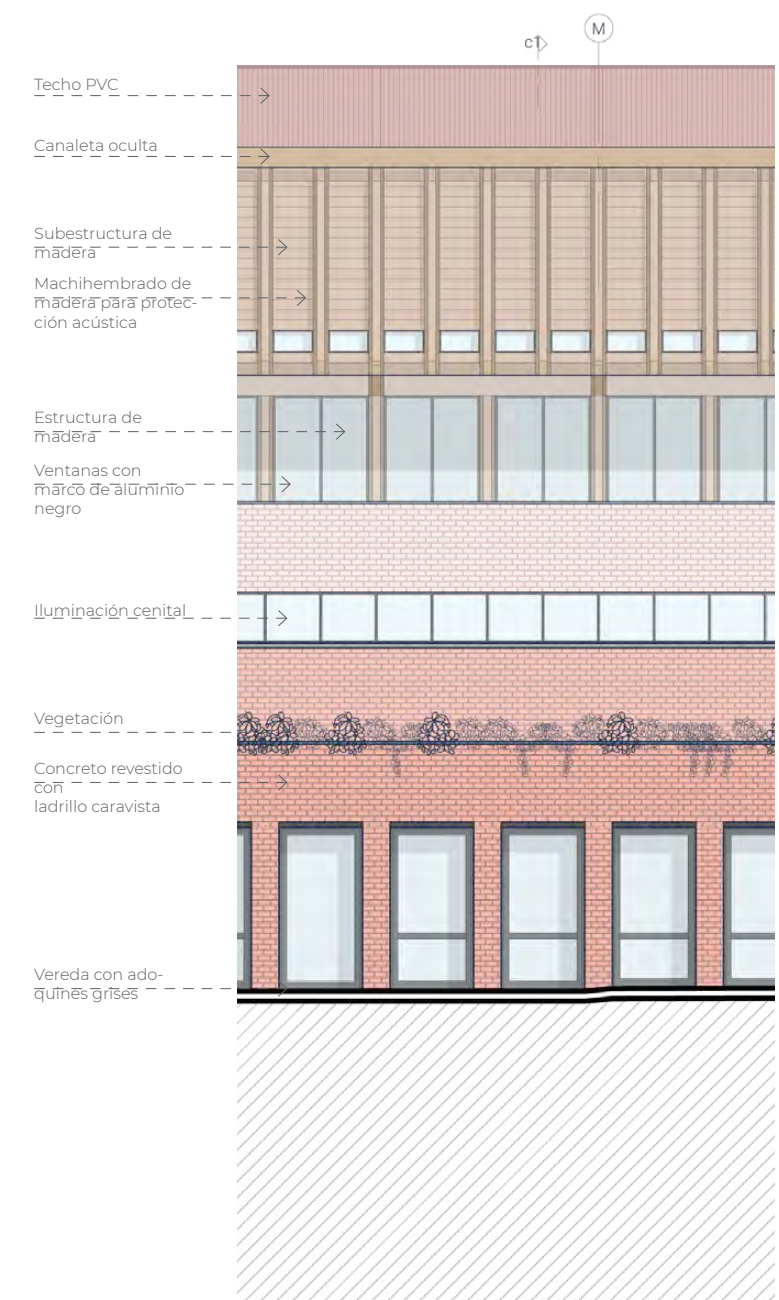 M
c1
Techo PVC
Canaleta oculta
Subestructura de
madera
Machihembrado de
madera para protec-
ción acústica
Estructura de
madera
Ventanas con
marco de aluminio
negro
Iluminación cenital
Vegetación
Concreto revestido
con
ladrillo caravista
Vereda con ado-
quines grises